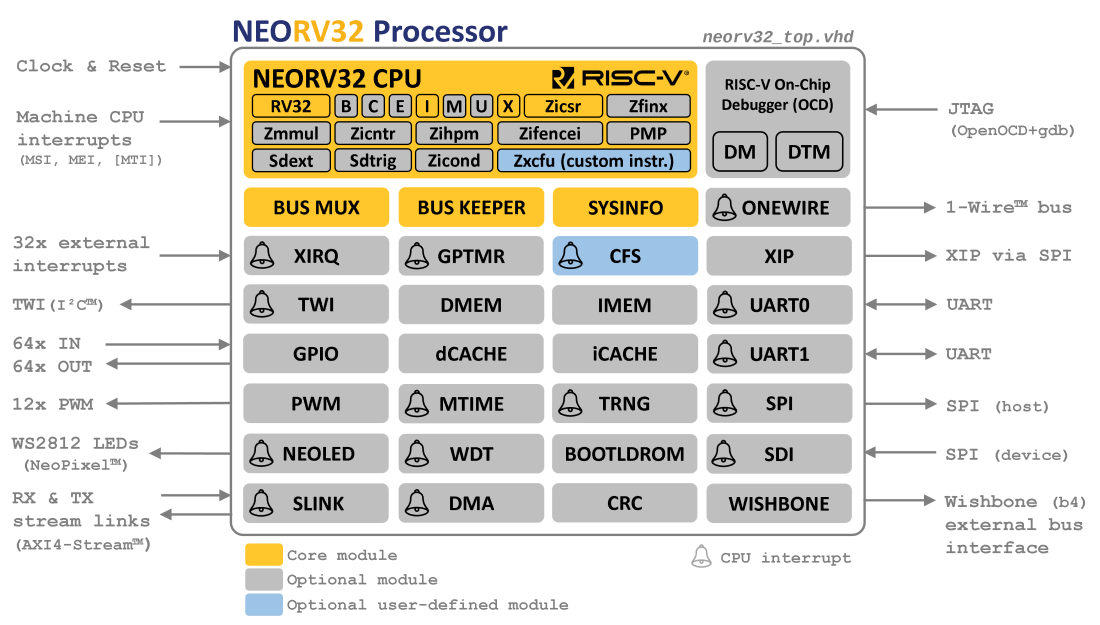 NEORV32 Processor
neorv32_top.vhd
Clock & Reset
Machine CPU
interrupts
(MSI, MEI, [MTI])
32x external
interrupts
TWI(I²C™)
64x IN
64x OUT
12x PWM
WS2812 LEDs
(NeoPixel™)
RX & TX
stream links
(AXI4-Stream™)
NEORV32 CPU
RISC-V®
RV32 B C E I M U X Zicsr Zfinx
Zmmul Zicntr Zihpm Zifencei PMP
Sdext Sdtrig Zicond Zxcfu (custom instr.)
RISC-V On-Chip
Debugger (OCD)
DM DTM
BUS MUX BUS KEEPER SYSINFO ONEWIRE
XIRQ GPTMR CFS XIP
TWI DMEM IMEM UART0
GPIO dCACHE iCACHE UART1
PWM MTIME TRNG SPI
NEOLED WDT BOOTLDROM SDI
SLINK DMA CRC WISHBONE
JTAG
(OpenOCD+gdb)
1-Wire™ bus
XIP via SPI
UART
UART
SPI (host)
SPI (device)
Wishbone (b4)
external bus
interface
Core module
Optional module
Optional user-defined module
CPU interrupt